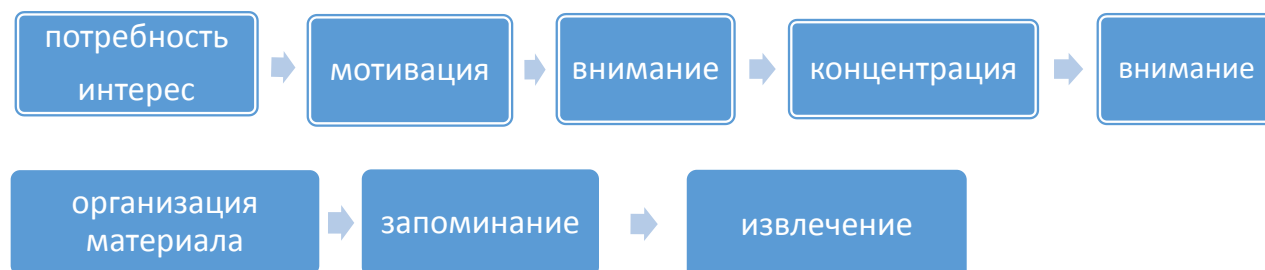 потребность
интерес
мотивация
внимание
концентрация
внимание
организация
материала
запоминание
извлечение